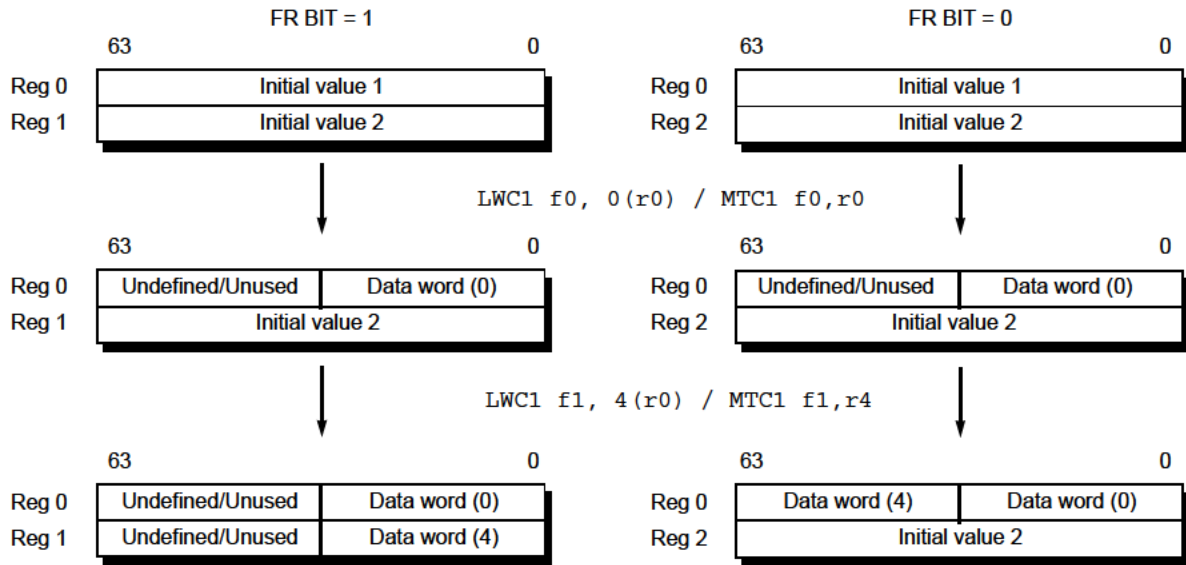 FR BIT = 1 FR BIT = 0
63 0 63 0
Reg 0 Initial value 1 Reg 0 Initial value 1
Reg 1 Initial value 2 Reg 2 Initial value 2
LWC1 f0, 0(r0) / MTC1 f0,r0
63 0 63 0
Reg 0 Undefined/Unused Data word (0) Reg 0 Undefined/Unused Data word (0)
Reg 1 Initial value 2 Reg 2 Initial value 2
LWC1 f1, 4(r0) / MTC1 f1,r4
63 0 63 0
Reg 0 Undefined/Unused Data word (0) Reg 0 Data word (4) Data word (0)
Reg 1 Undefined/Unused Data word (4) Reg 2 Initial value 2